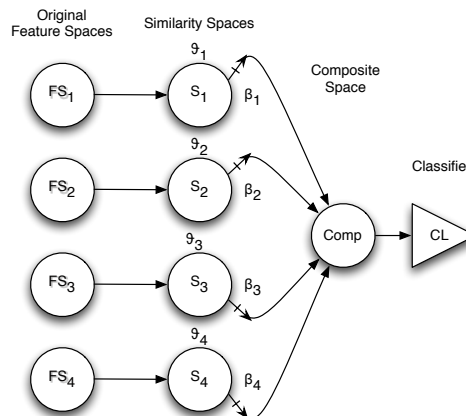 Original
Feature Spaces
Similarity Spaces
Composite
Space
Classifie
FS1
ϑ1
S1
β1
FS2
ϑ2
S2
β2
Comp
CL
FS3
ϑ3
S3
β3
FS4
ϑ4
S4
β4